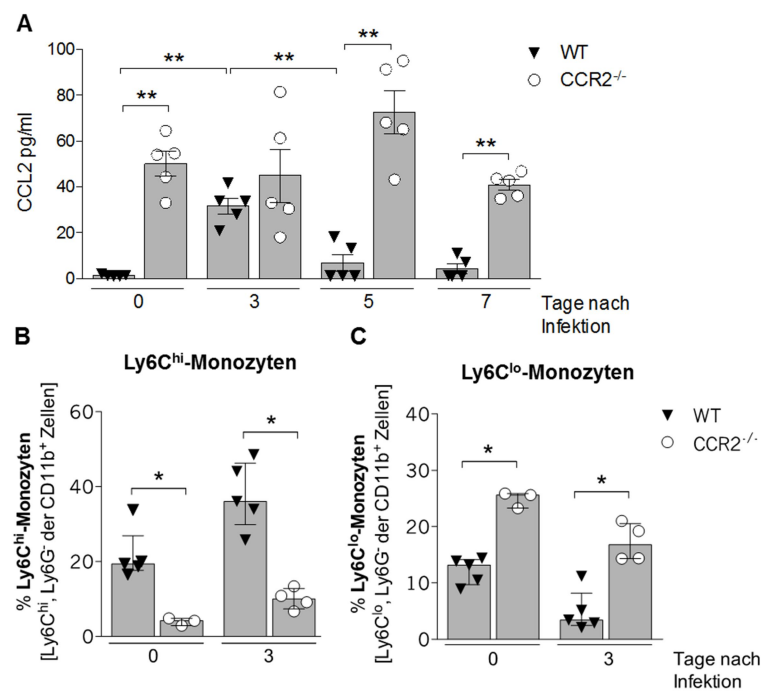 A
CCL2 pg/ml
100
80
60
40
20
0
**
**
**
**
**
WT
CCR2⁻/⁻
0
3
5
7
Tage nach
Infektion
B
Ly6Cʰⁱ-Monozyten
% Ly6Cʰⁱ-Monozyten
[Ly6Cʰⁱ, Ly6G⁻ der CD11b⁺ Zellen]
60
40
20
0
*
*
0
3
C
Ly6Cˡᵒ-Monozyten
% Ly6Cˡᵒ-Monozyten
[Ly6Cˡᵒ, Ly6G⁻ der CD11b⁺ Zellen]
40
30
20
10
0
*
*
WT
CCR2⁻/⁻
0
3
Tage nach
Infektion